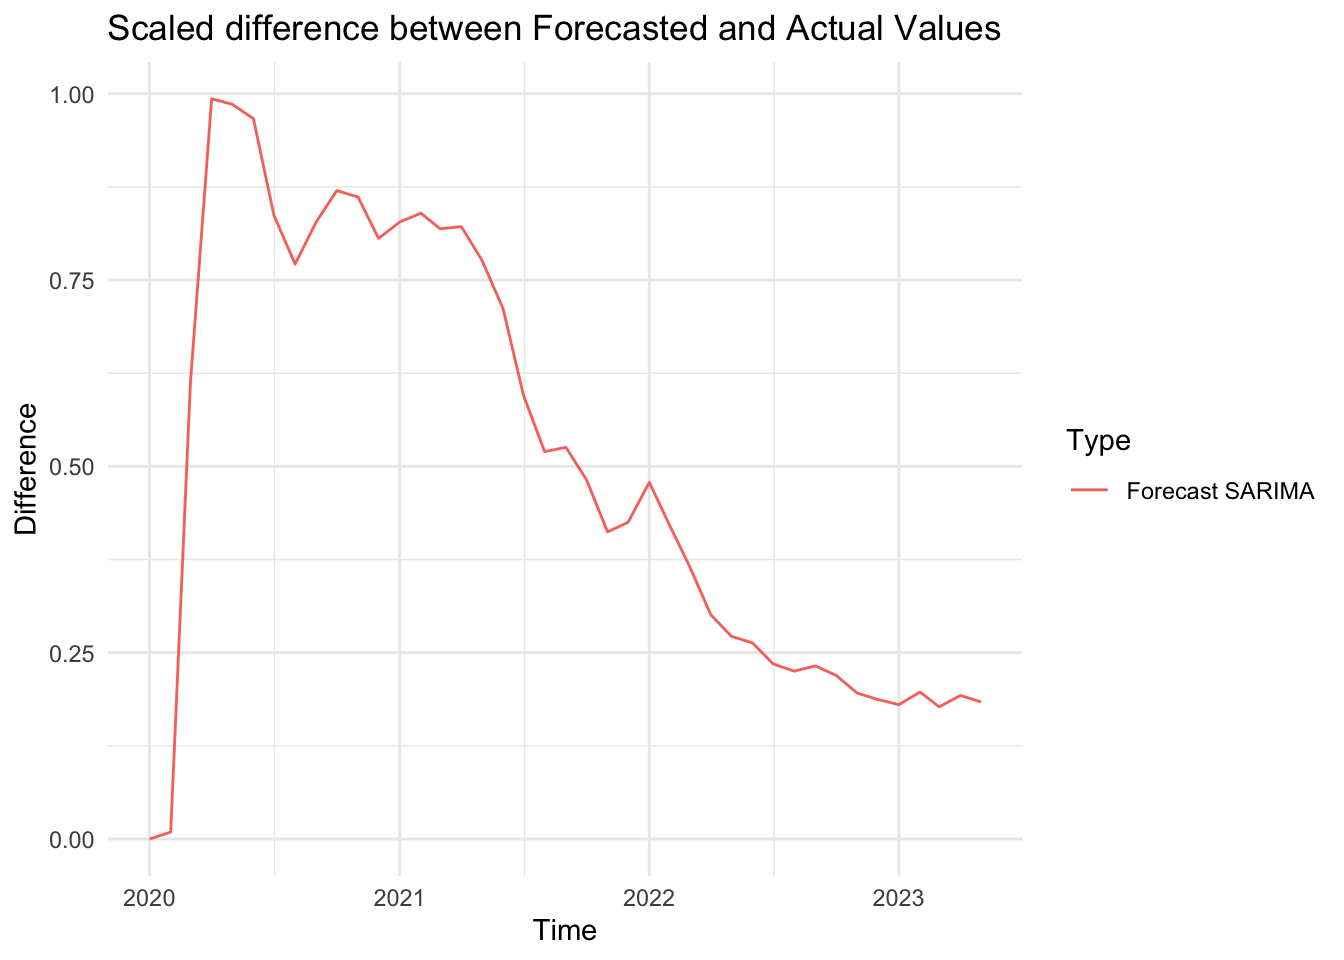 Scaled difference between Forecasted and Actual Values
1.00
0.75
0.50
0.25
0.00
Difference
2020
2021
2022
2023
Time
Type
Forecast SARIMA